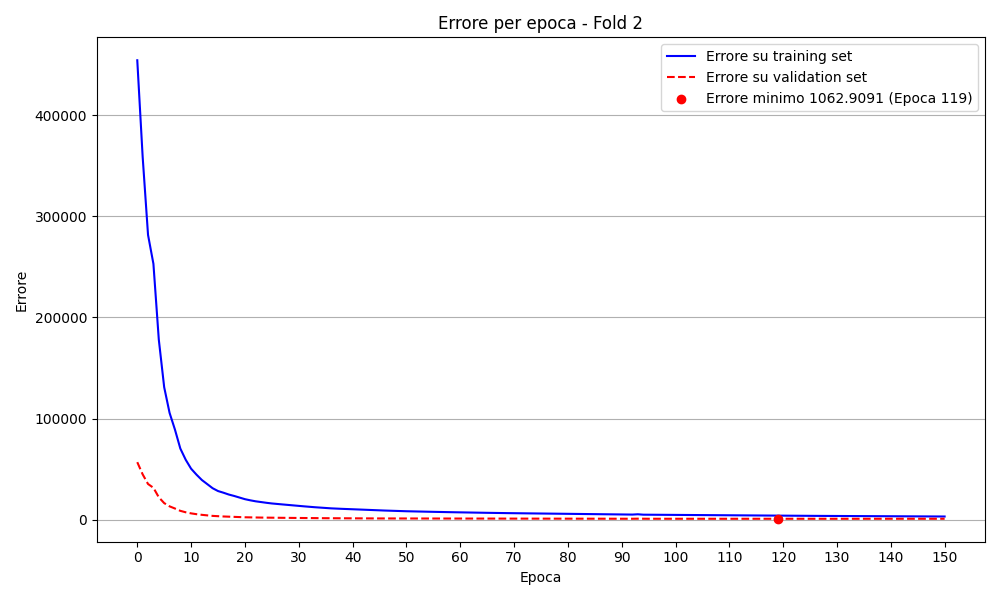 Errore per epoca - Fold 2
Errore su training set
Errore su validation set
Errore minimo 1062.9091 (Epoca 119)
Errore
400000
300000
200000
100000
0
0 10 20 30 40 50 60 70 80 90 100 110 120 130 140 150
Epoca